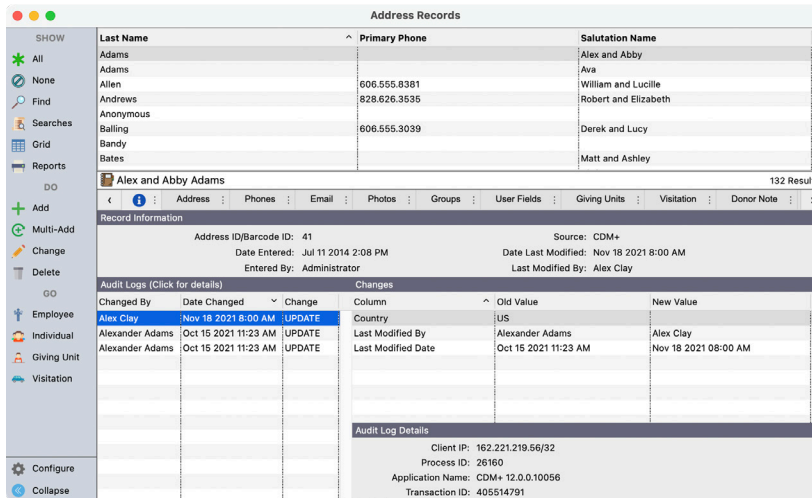 Address Records
SHOW
All
None
Find
Searches
Grid
Reports
DO
Add
Multi-Add
Change
Delete
GO
Employee
Individual
Giving Unit
Visitation
Configure
Collapse
Last Name Primary Phone Salutation Name
Adams Alex and Abby
Adams Ava
Allen 606.555.8381 William and Lucille
Andrews 828.626.3535 Robert and Elizabeth
Anonymous
Balling 606.555.3039 Derek and Lucy
Bandy
Bates Matt and Ashley
Alex and Abby Adams 132 Resul
Address Phones Email Photos Groups User Fields Giving Units Visitation Donor Note
Record Information
Address ID/Barcode ID: 41 Source: CDM+
Date Entered: Jul 11 2014 2:08 PM Date Last Modified: Nov 18 2021 8:00 AM
Entered By: Administrator Last Modified By: Alex Clay
Audit Logs (Click for details) Changes
Changed By Date Changed Change Column Old Value New Value
Alex Clay Nov 18 2021 8:00 AM UPDATE Country US
Alexander Adams Oct 15 2021 11:23 AM UPDATE Last Modified By Alexander Adams Alex Clay
Alexander Adams Oct 15 2021 11:23 AM UPDATE Last Modified Date Oct 15 2021 11:23 AM Nov 18 2021 08:00 AM
Audit Log Details
Client IP: 162.221.219.56/32
Process ID: 26160
Application Name: CDM+ 12.0.0.10056
Transaction ID: 405514791